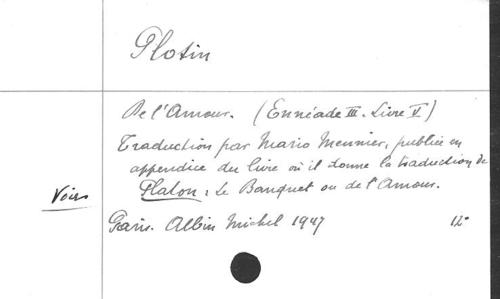 Plotin
De l'Amour. (Ennéade III. Livre V)
Traduction par Mario Meunier, publiée en
appendice du livre où il donne la traduction de
Voir Platon : Le Banquet ou de l'Amour.
Paris. Albin Michel 1947 12°